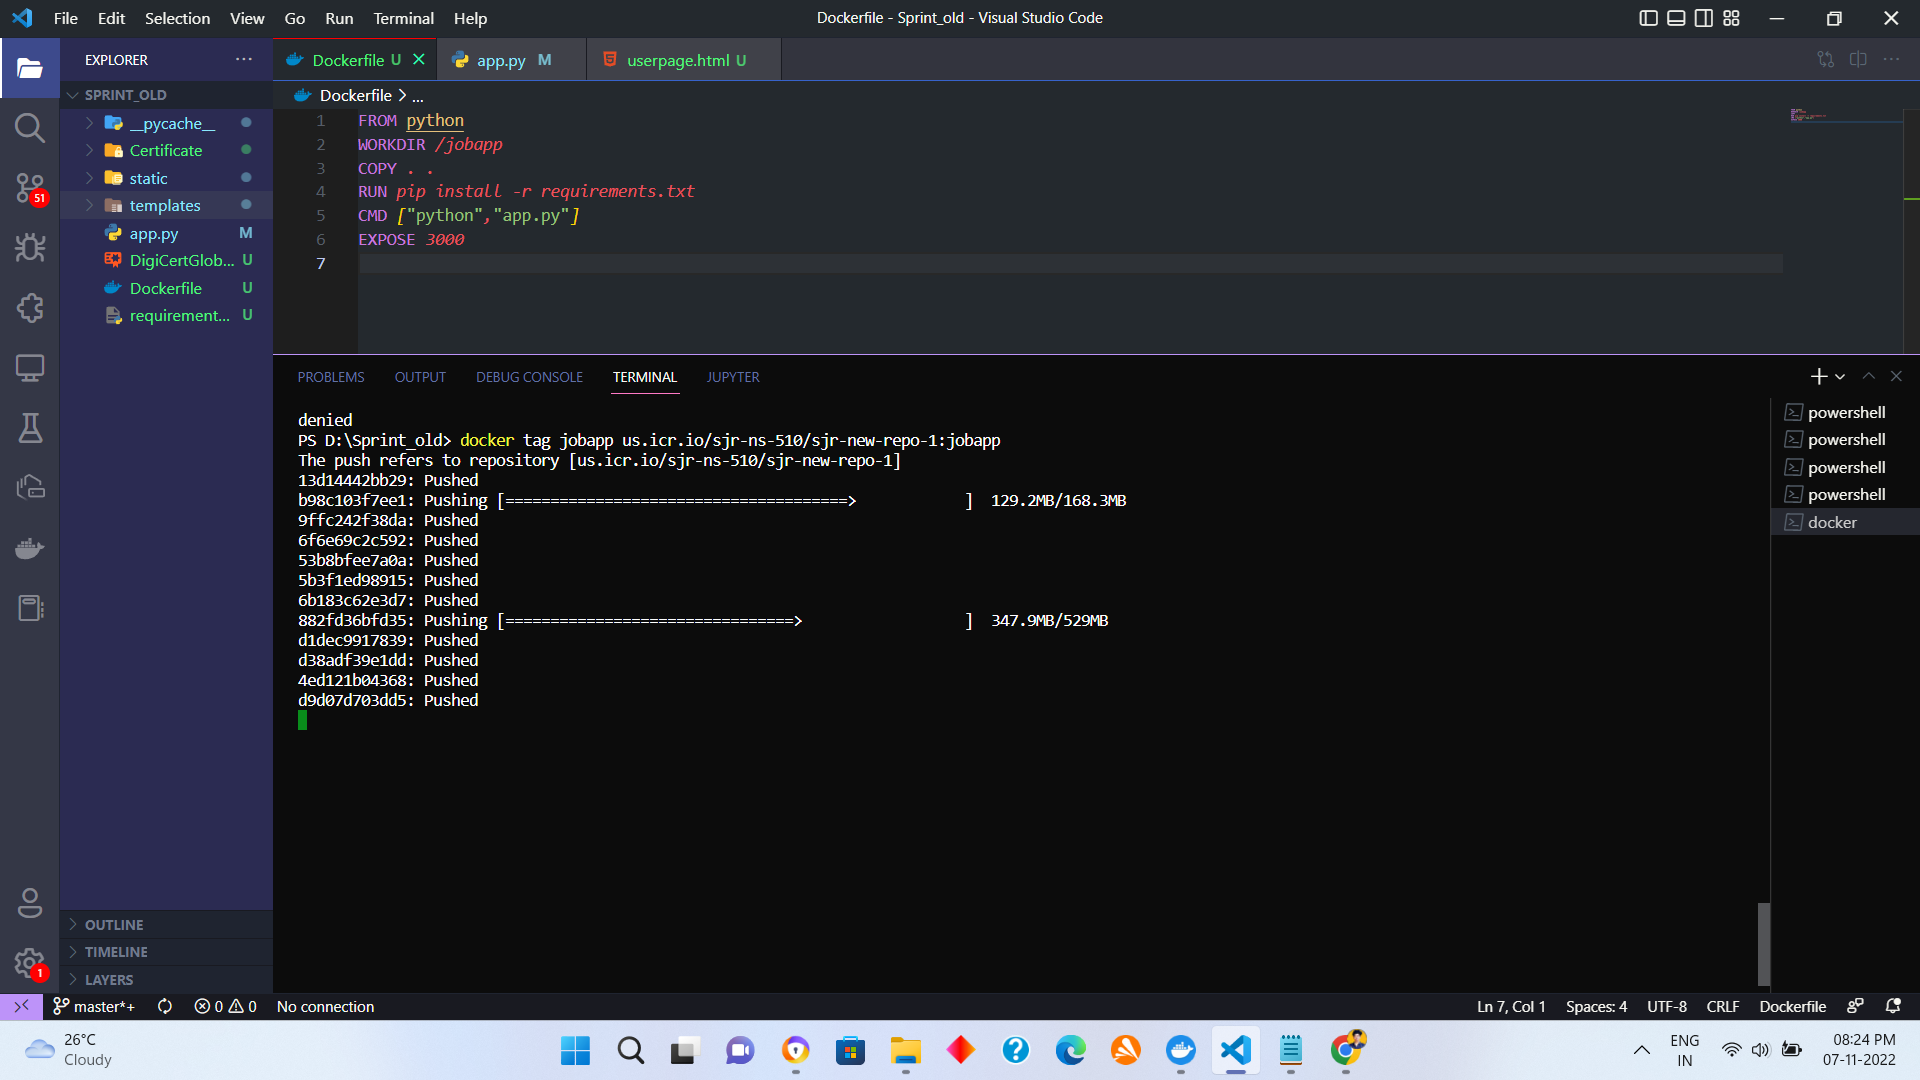 File Edit Selection View Go Run Terminal Help
Dockerfile - Sprint_old - Visual Studio Code
EXPLORER ...
SPRINT_OLD
__pycache__
Certificate
static
templates
app.py M
DigiCertGlob... U
Dockerfile U
requirement... U
OUTLINE
TIMELINE
LAYERS
51
1
Dockerfile U
app.py M
userpage.html U
Dockerfile > ...
1 FROM python
2 WORKDIR /jobapp
3 COPY . .
4 RUN pip install -r requirements.txt
5 CMD ["python","app.py"]
6 EXPOSE 3000
7
PROBLEMS OUTPUT DEBUG CONSOLE TERMINAL JUPYTER
denied
PS D:\Sprint_old> docker tag jobapp us.icr.io/sjr-ns-510/sjr-new-repo-1:jobapp
The push refers to repository [us.icr.io/sjr-ns-510/sjr-new-repo-1]
13d14442bb29: Pushed
b98c103f7ee1: Pushing [======================================>            ]  129.2MB/168.3MB
9ffc242f38da: Pushed
6f6e69c2c592: Pushed
53b8bfee7a0a: Pushed
5b3f1ed98915: Pushed
6b183c62e3d7: Pushed
882fd36bfd35: Pushing [================================>                  ]  347.9MB/529MB
d1dec9917839: Pushed
d38adf39e1dd: Pushed
4ed121b04368: Pushed
d9d07d703dd5: Pushed
powershell
powershell
powershell
powershell
docker
master*+ 0 0 No connection
Ln 7, Col 1 Spaces: 4 UTF-8 CRLF Dockerfile
26°C
Cloudy
ENG
IN
08:24 PM
07-11-2022